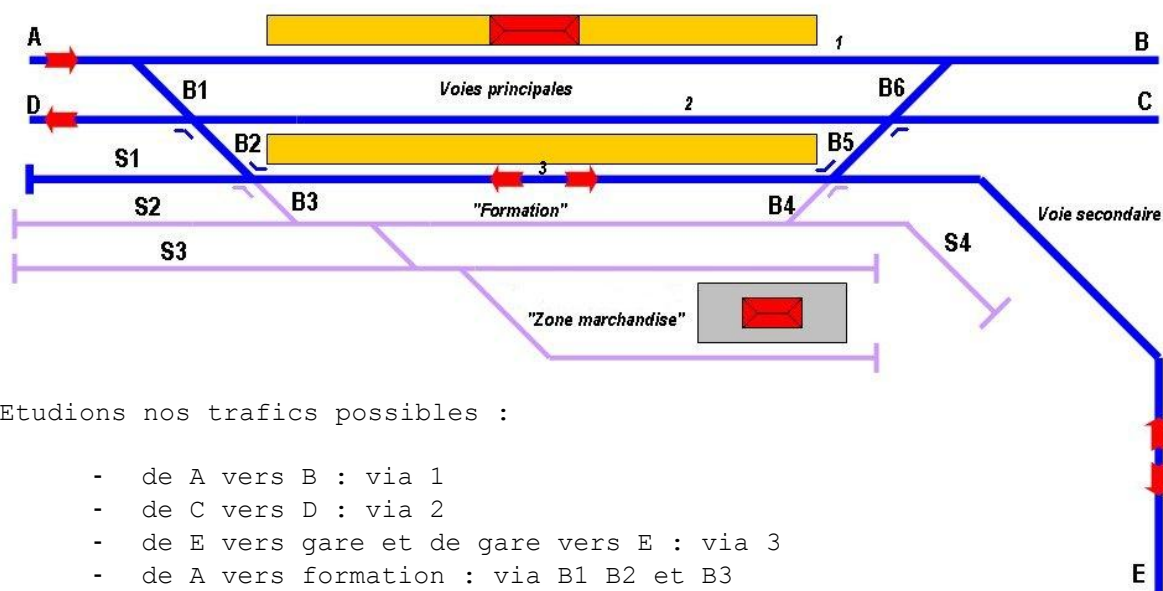 A
1
B
B1
Voies principales
B6
D
2
C
S1
B2
B5
3
S2
B3
"Formation"
B4
Voie secondaire
S3
S4
"Zone marchandise"
Etudions nos trafics possibles :
- de A vers B : via 1
- de C vers D : via 2
- de E vers gare et de gare vers E : via 3
- de A vers formation : via B1 B2 et B3
E